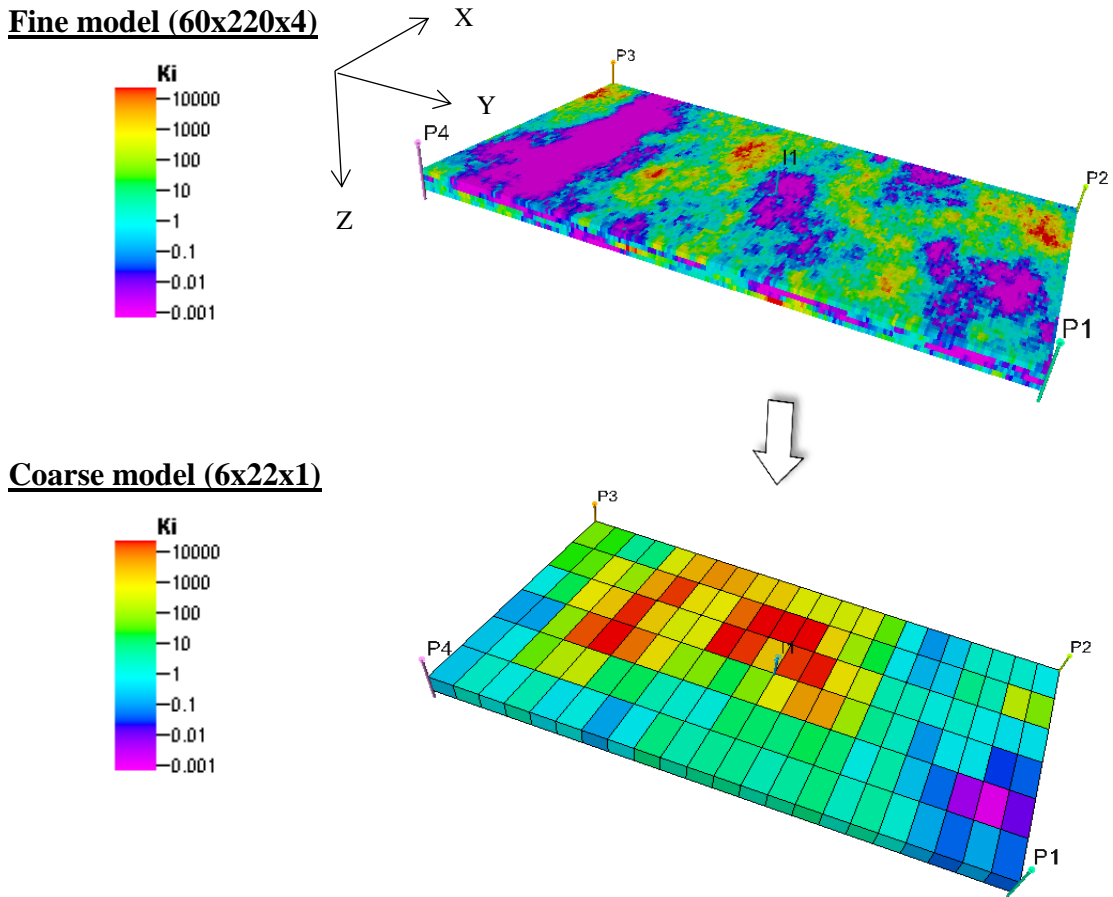 Fine model (60x220x4)
X
Y
Z
Ki
10000
1000
100
10
1
0.1
0.01
0.001
P3
P4
I1
P2
P1
Coarse model (6x22x1)
Ki
10000
1000
100
10
1
0.1
0.01
0.001
P3
P4
I1
P2
P1